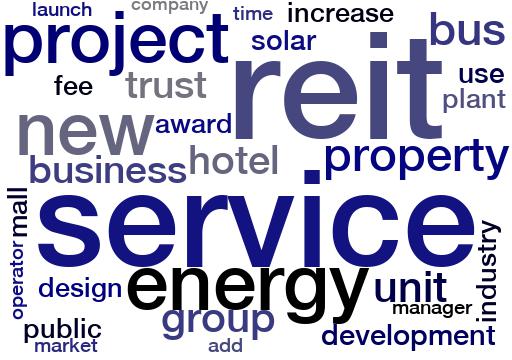 launch
company
time
increase
project
solar
bus
reit
fee
trust
use
plant
new
award
hotel
property
business
service
mall
operator
industry
energy
unit
design
manager
group
public
development
market
add